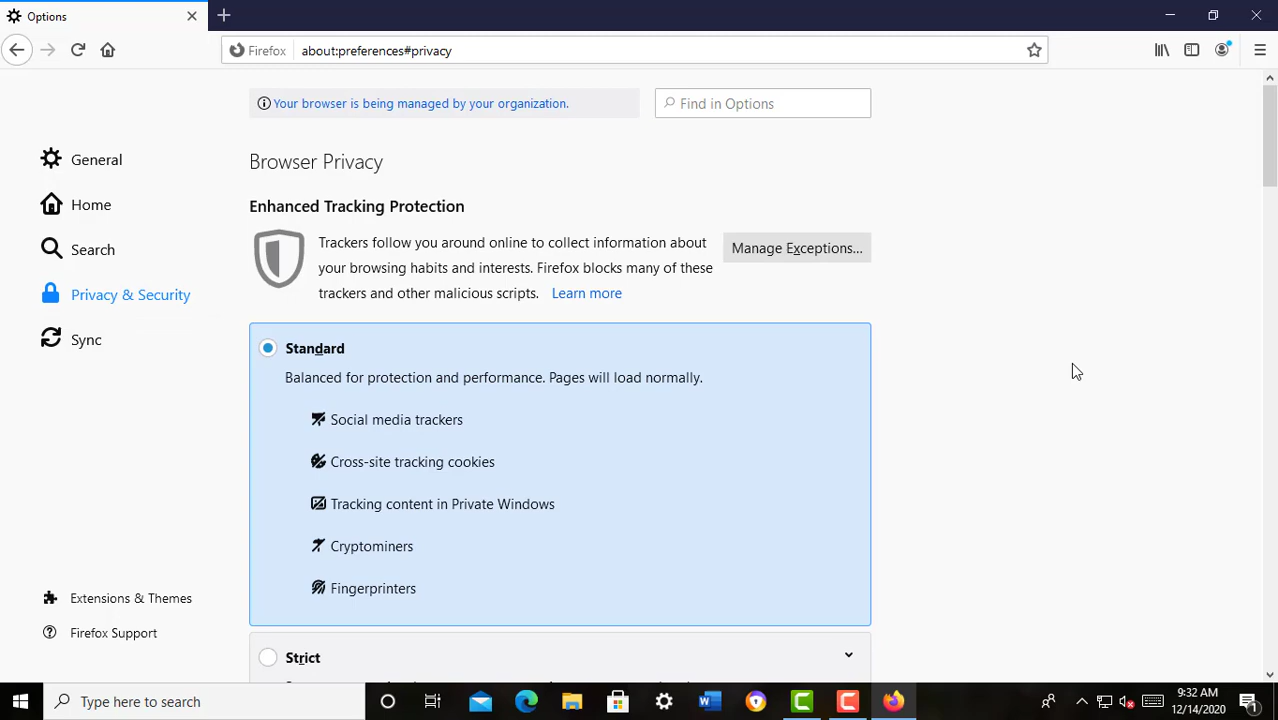 Options
Firefox about:preferences#privacy
Your browser is being managed by your organization.
Find in Options
General
Home
Search
Privacy & Security
Sync
Extensions & Themes
Firefox Support
Browser Privacy
Enhanced Tracking Protection
Trackers follow you around online to collect information about
your browsing habits and interests. Firefox blocks many of these
trackers and other malicious scripts. Learn more
Manage Exceptions...
Standard
Balanced for protection and performance. Pages will load normally.
Social media trackers
Cross-site tracking cookies
Tracking content in Private Windows
Cryptominers
Fingerprinters
Strict
Type here to search
9:32 AM
12/14/2020
1